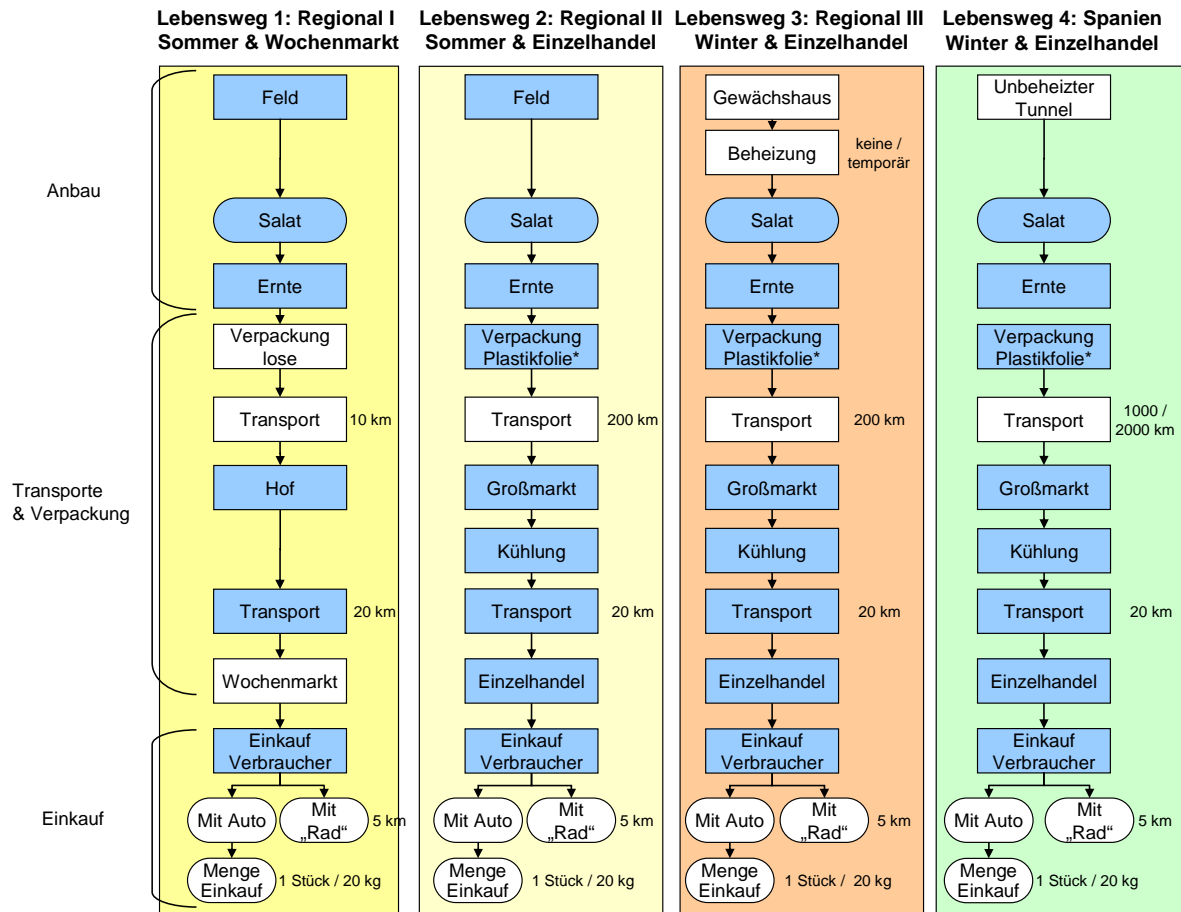 Lebensweg 1: Regional I
Sommer & Wochenmarkt
Lebensweg 2: Regional II
Sommer & Einzelhandel
Lebensweg 3: Regional III
Winter & Einzelhandel
Lebensweg 4: Spanien
Winter & Einzelhandel
Anbau
Transporte
& Verpackung
Einkauf
Feld
Salat
Ernte
Verpackung
lose
Transport
10 km
Hof
Transport
20 km
Wochenmarkt
Einkauf
Verbraucher
Mit Auto
Mit
„Rad“
5 km
Menge
Einkauf
1 Stück / 20 kg
Feld
Salat
Ernte
Verpackung
Plastikfolie*
Transport
200 km
Großmarkt
Kühlung
Transport
20 km
Einzelhandel
Einkauf
Verbraucher
Mit Auto
Mit
„Rad“
5 km
Menge
Einkauf
1 Stück / 20 kg
Gewächshaus
Beheizung
keine /
temporär
Salat
Ernte
Verpackung
Plastikfolie*
Transport
200 km
Großmarkt
Kühlung
Transport
20 km
Einzelhandel
Einkauf
Verbraucher
Mit Auto
Mit
„Rad“
5 km
Menge
Einkauf
1 Stück / 20 kg
Unbeheizter
Tunnel
Salat
Ernte
Verpackung
Plastikfolie*
Transport
1000 /
2000 km
Großmarkt
Kühlung
Transport
20 km
Einzelhandel
Einkauf
Verbraucher
Mit Auto
Mit
„Rad“
5 km
Menge
Einkauf
1 Stück / 20 kg